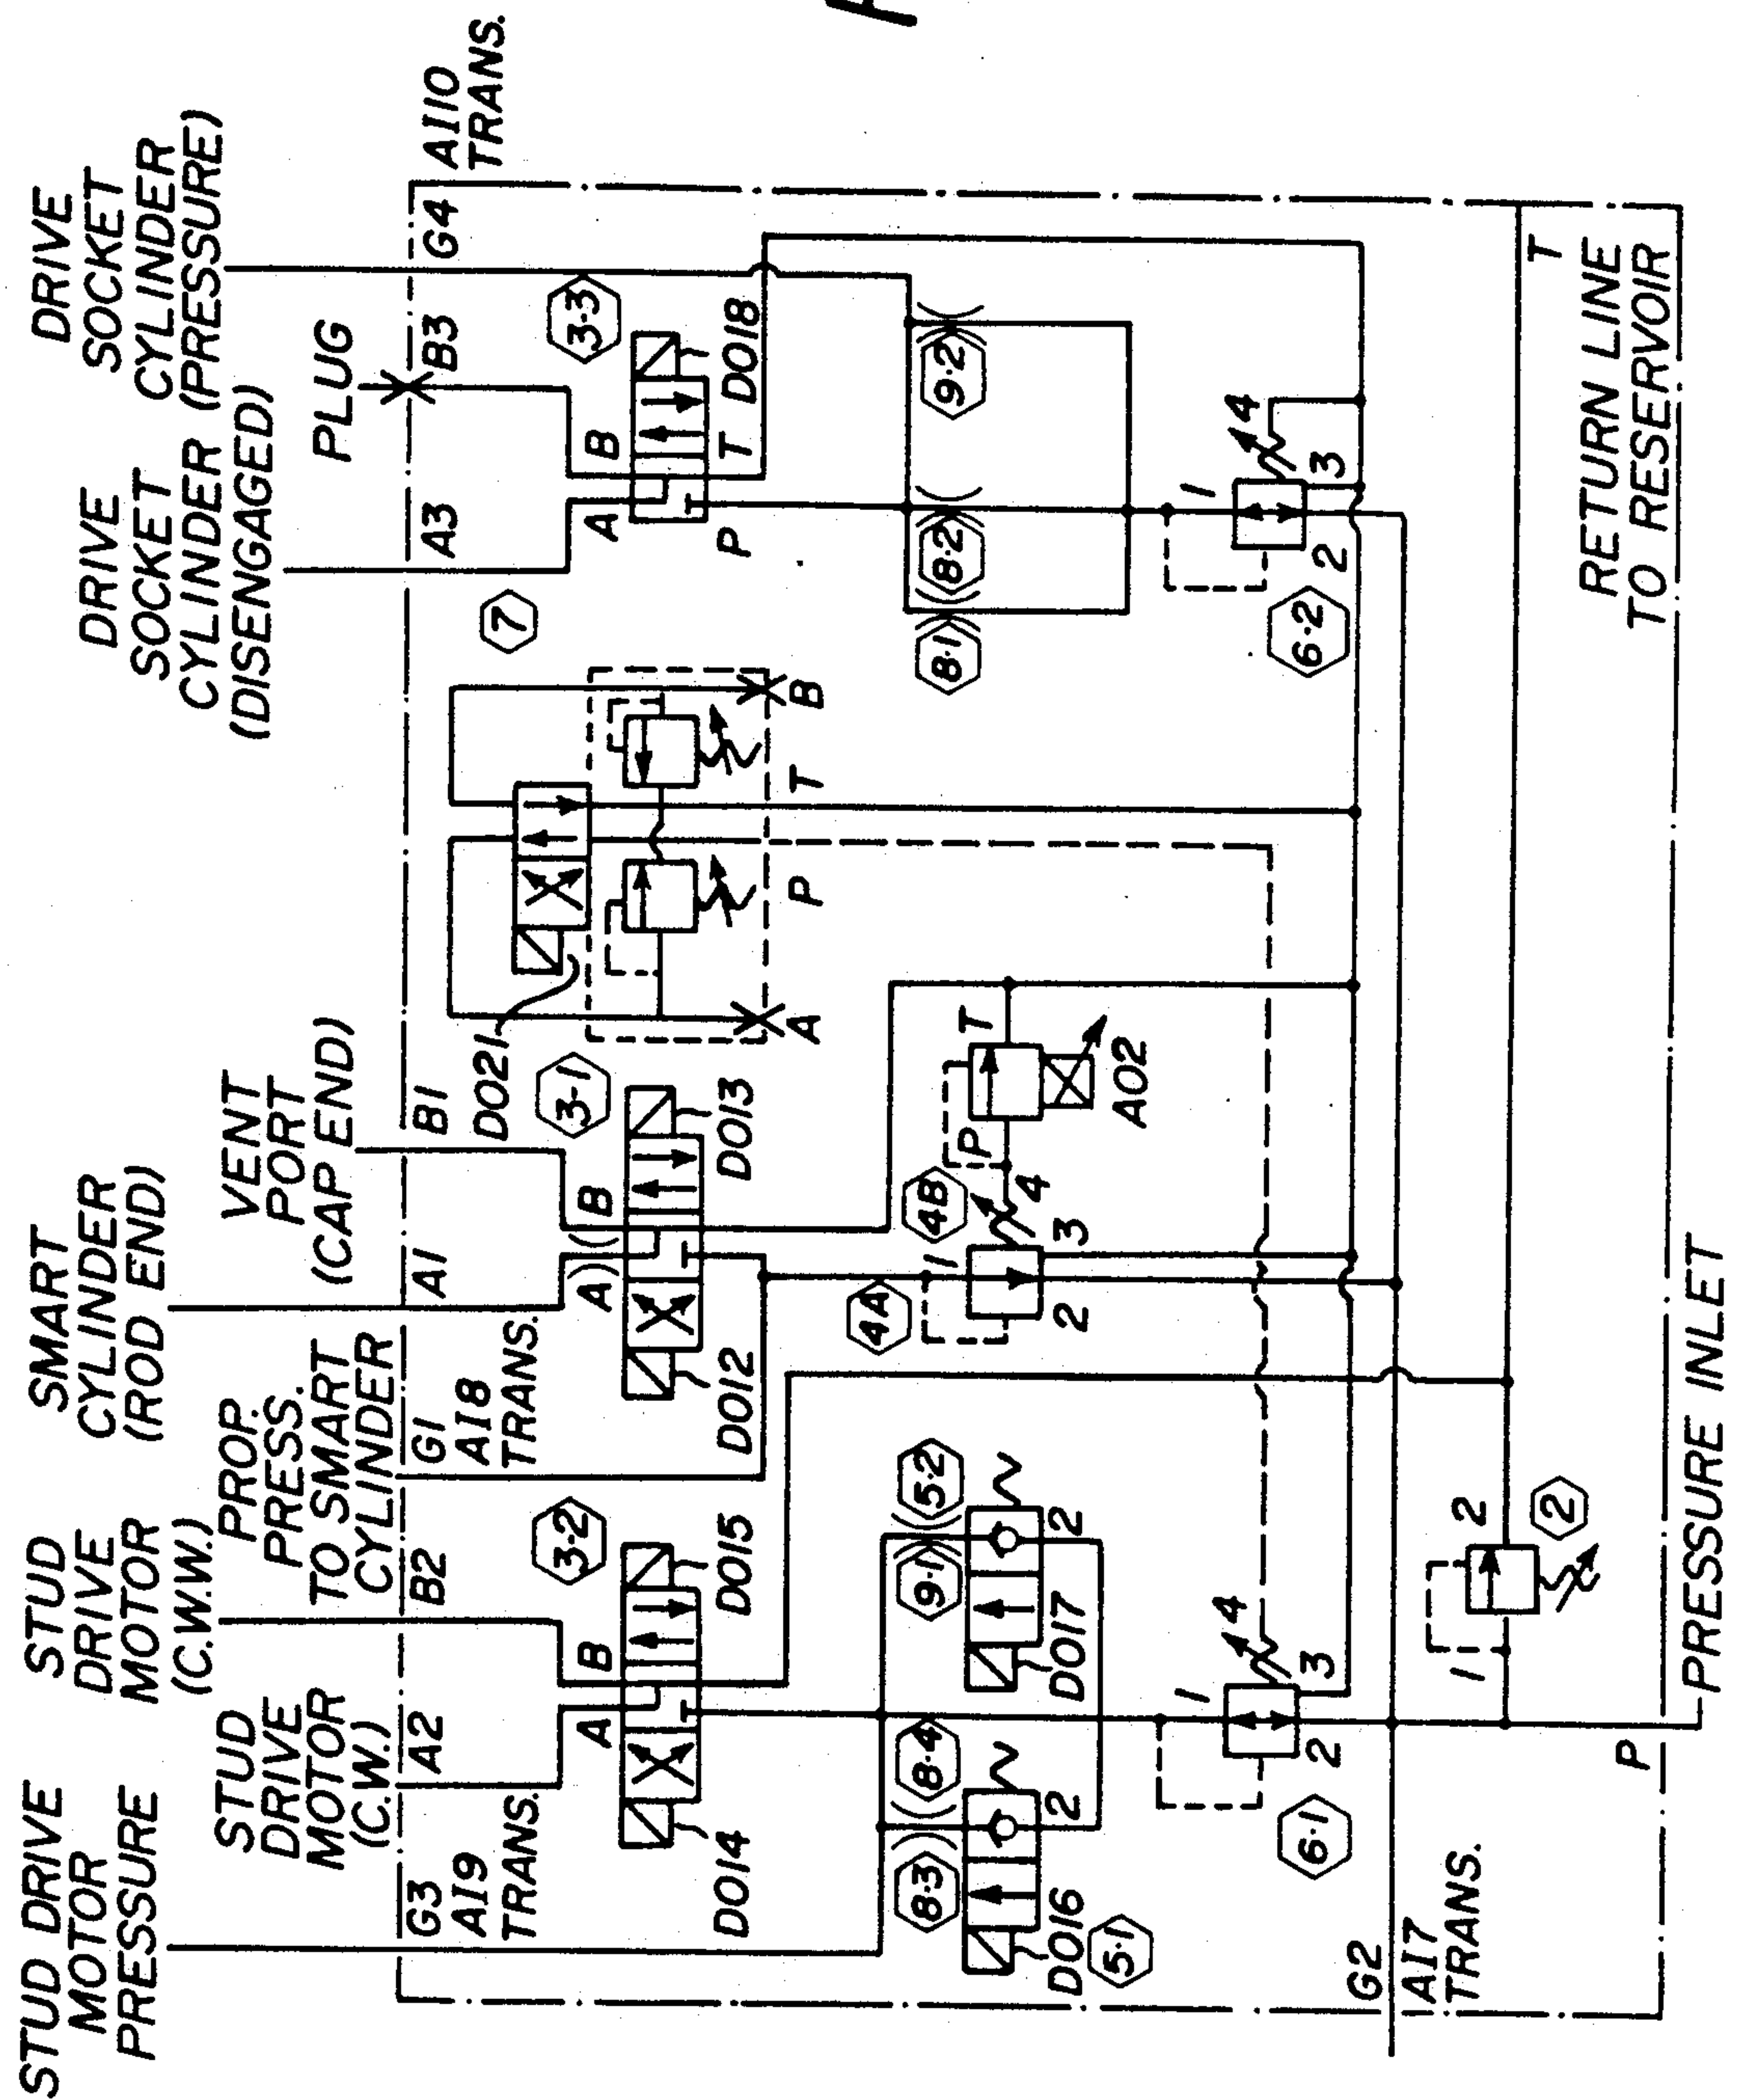 STUD DRIVE
MOTOR
PRESSURE
STUD
DRIVE
MOTOR
(C.W.)
STUD
DRIVE
MOTOR
(C.W.W.)
PROP.
PRESS.
TO SMART
CYLINDER
SMART
CYLINDER
(ROD END)
VENT
PORT
(CAP END)
DRIVE
SOCKET
CYLINDER
(DISENGAGED)
PLUG
DRIVE
SOCKET
CYLINDER
(PRESSURE)
G3
AI9
TRANS.
A2
B2
G1
AI8
TRANS.
A1
B1
A3
B3
G4
AI10
TRANS.
DO21
7
3-2
3-1
3-3
A
B
A
B
A
B
DO14
DO15
DO12
DO13
A
P
T
B
P
T
DO18
8·3
8·4
9·1
5·2
4A
4B
8·1
8·2
9·2
DO16
2
DO17
2
5·1
1
2
3
4
P
T
AO2
6·1
1
2
3
4
6·2
1
2
3
4
G2
AI7
TRANS.
1
2
2
P
PRESSURE INLET
T
RETURN LINE
TO RESERVOIR